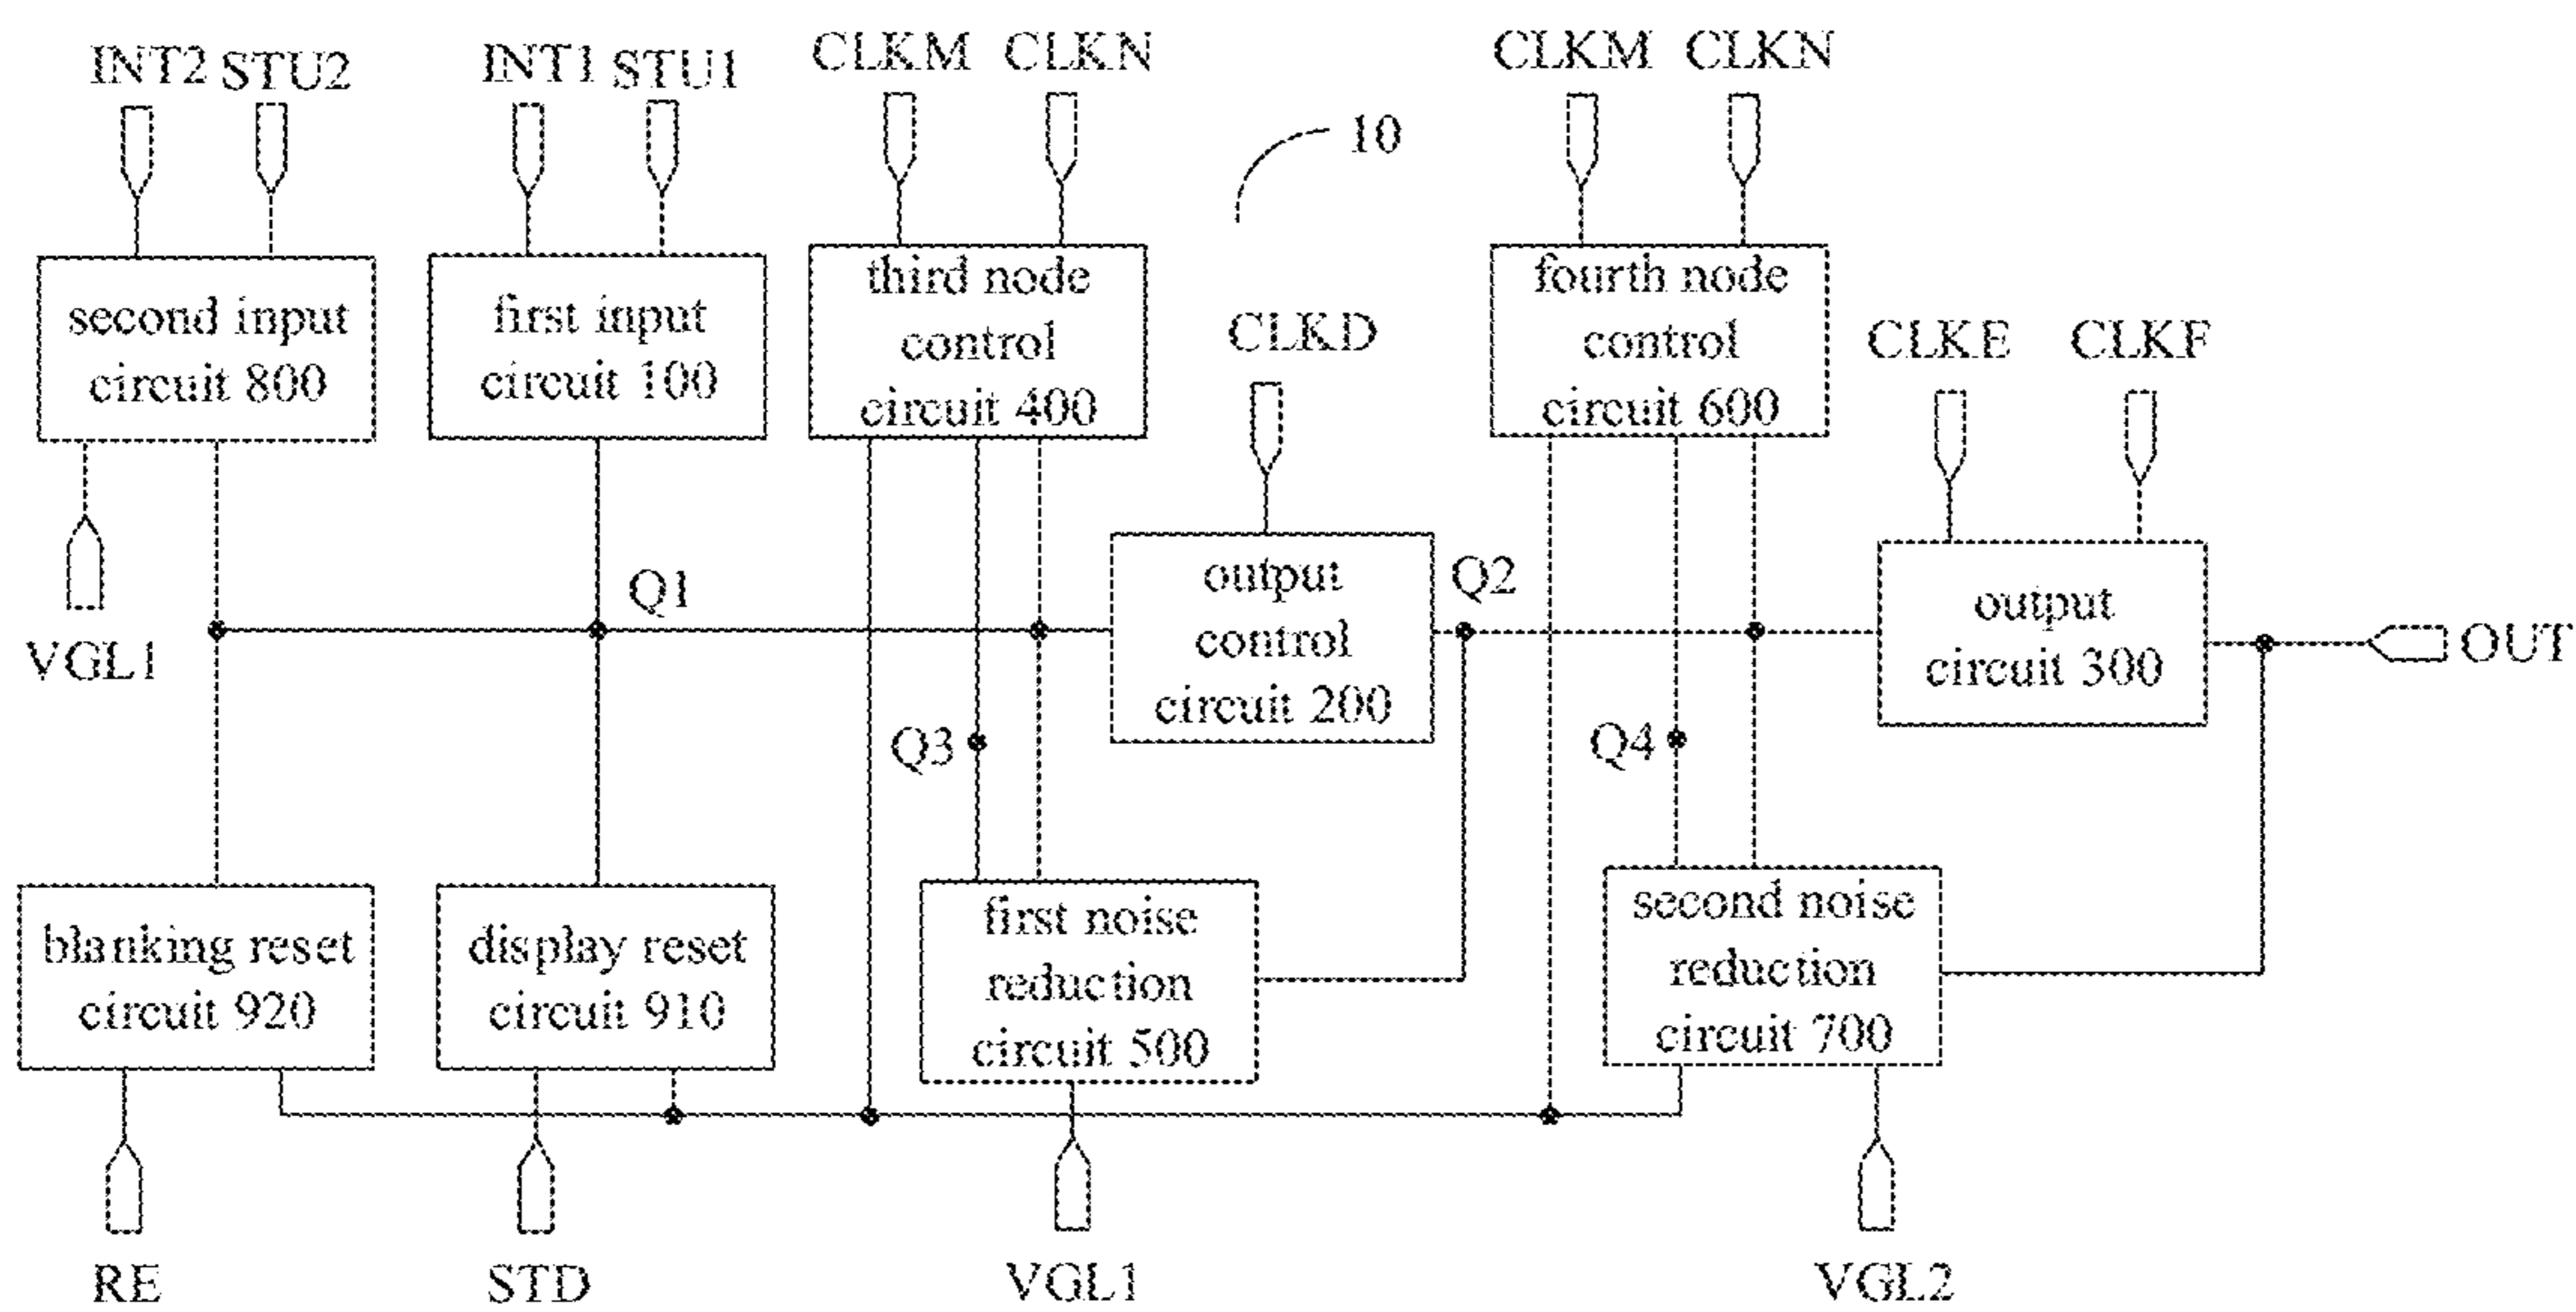 INT2 STU2
INT1 STU1
CLKM CLKN
CLKM CLKN
10
second input
circuit 800
first input
circuit 100
third node
control
circuit 400
CLKD
fourth node
control
circuit 600
CLKE
CLKF
VGL1
Q1
output
control
circuit 200
Q2
output
circuit 300
OUT
Q3
Q4
blanking reset
circuit 920
display reset
circuit 910
first noise
reduction
circuit 500
second noise
reduction
circuit 700
RE
STD
VGL1
VGL2